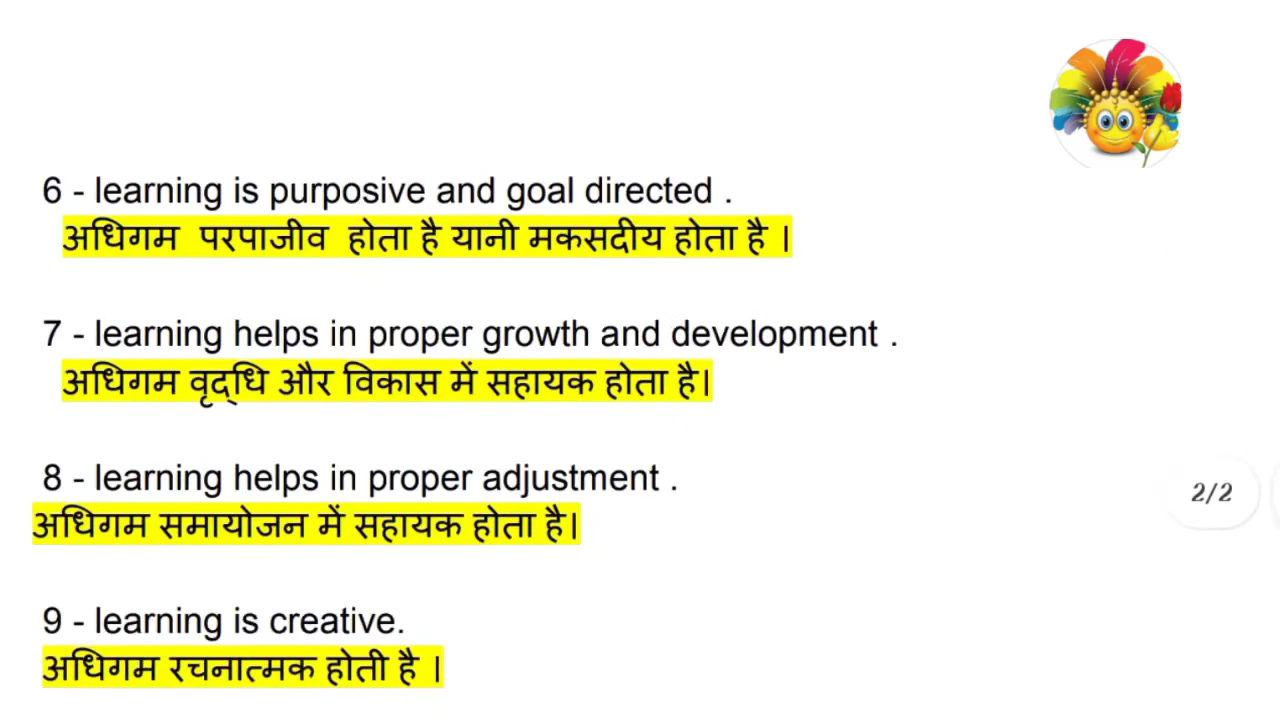 6 - learning is purposive and goal directed .
अधिगम परपाजीव होता है यानी मकसदीय होता है ।
7 - learning helps in proper growth and development .
अधिगम वृद्धि और विकास में सहायक होता है।
8 - learning helps in proper adjustment .
2/2
अधिगम समायोजन में सहायक होता है।
9 - learning is creative.
अधिगम रचनात्मक होती है ।